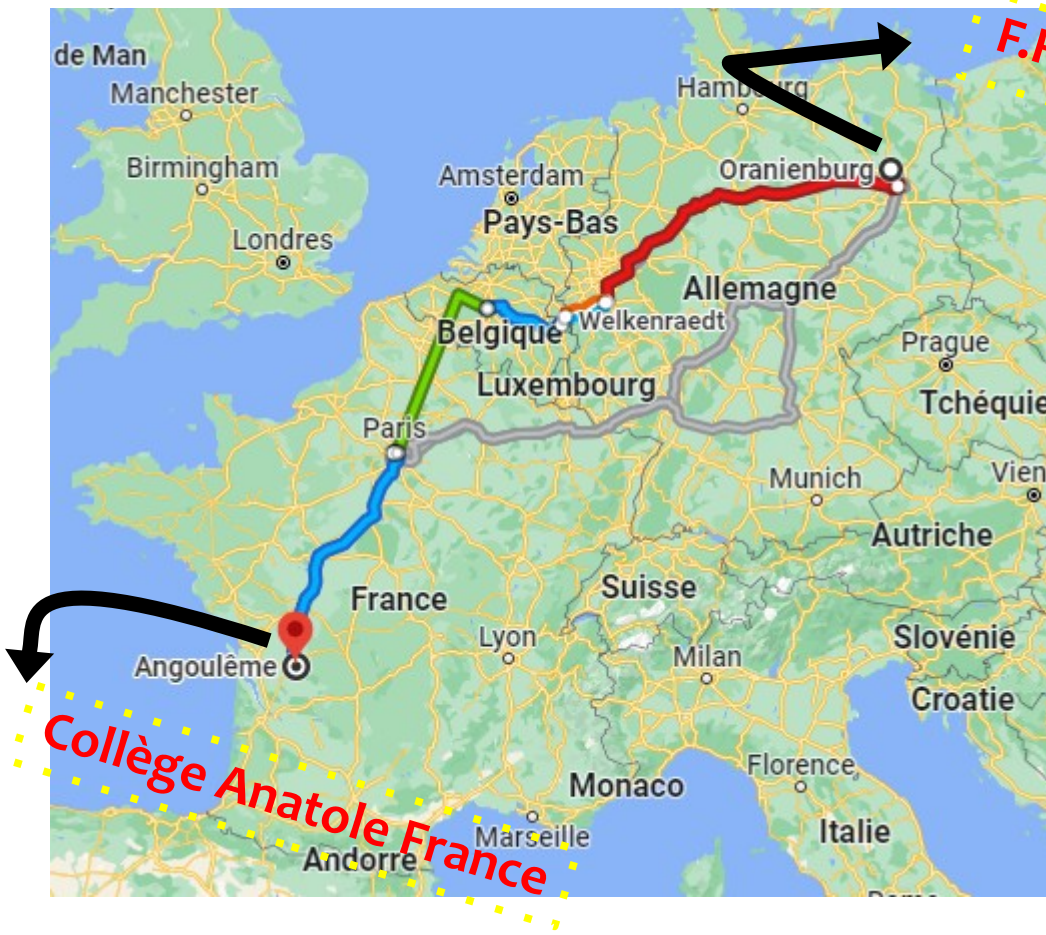 F.F
de Man
Manchester
Hambourg
Birmingham
Amsterdam
Oranienburg
Pays-Bas
Londres
Allemagne
Belgique
Welkenraedt
Prague
Luxembourg
Tchéquie
Paris
Munich
Vien
Autriche
France
Suisse
Lyon
Slovénie
Angoulême
Milan
Croatie
Collège Anatole France
Florence
Monaco
Marseille
Italie
Andorre